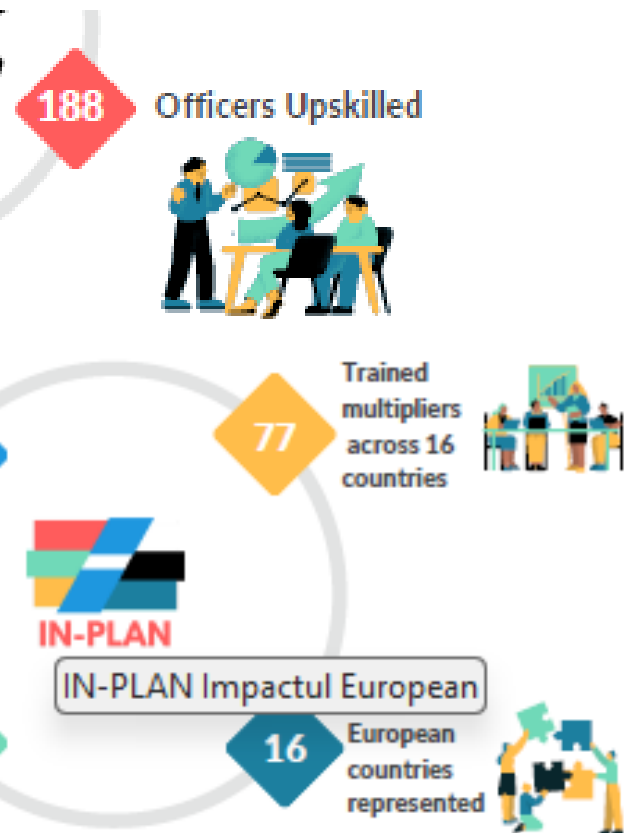 188
Officers Upskilled
77
Trained
multipliers
across 16
countries
IN-PLAN
IN-PLAN Impactul European
16
European
countries
represented